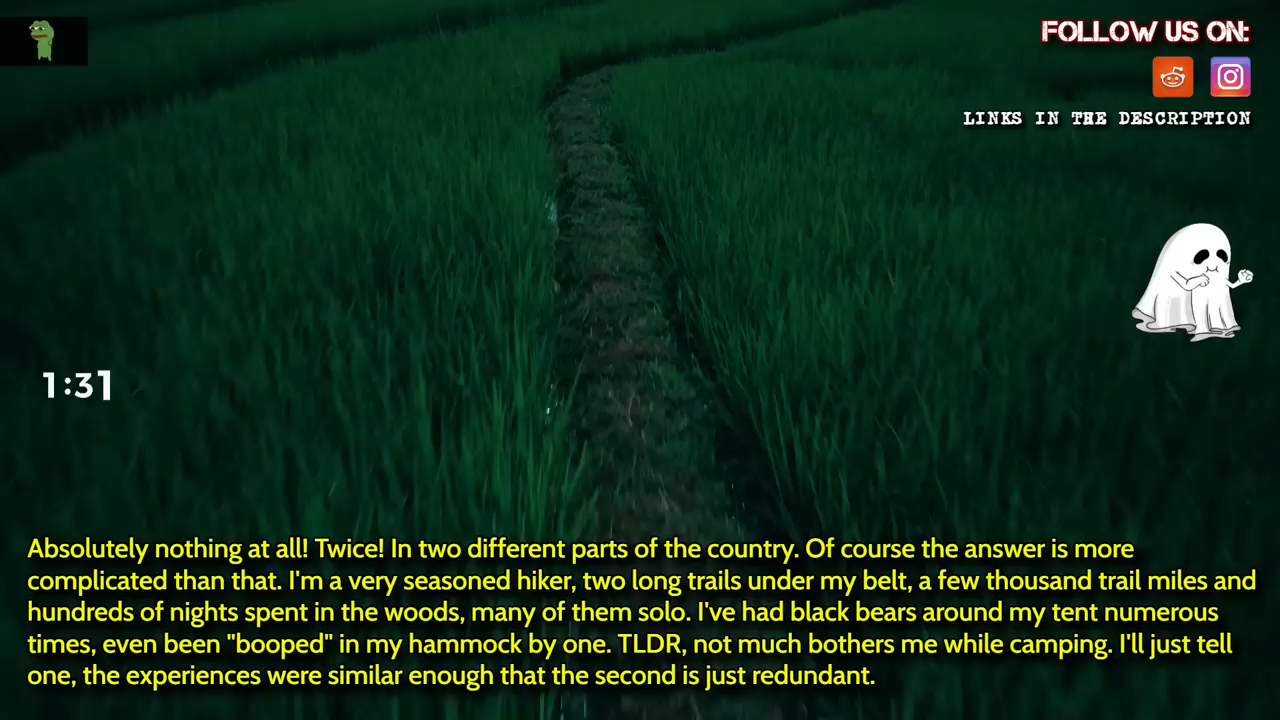 FOLLOW US ON:
LINKS IN THE DESCRIPTION
1:31
Absolutely nothing at all! Twice! In two different parts of the country. Of course the answer is more
complicated than that. I'm a very seasoned hiker, two long trails under my belt, a few thousand trail miles and
hundreds of nights spent in the woods, many of them solo. I've had black bears around my tent numerous
times, even been "booped" in my hammock by one. TLDR, not much bothers me while camping. I'll just tell
one, the experiences were similar enough that the second is just redundant.